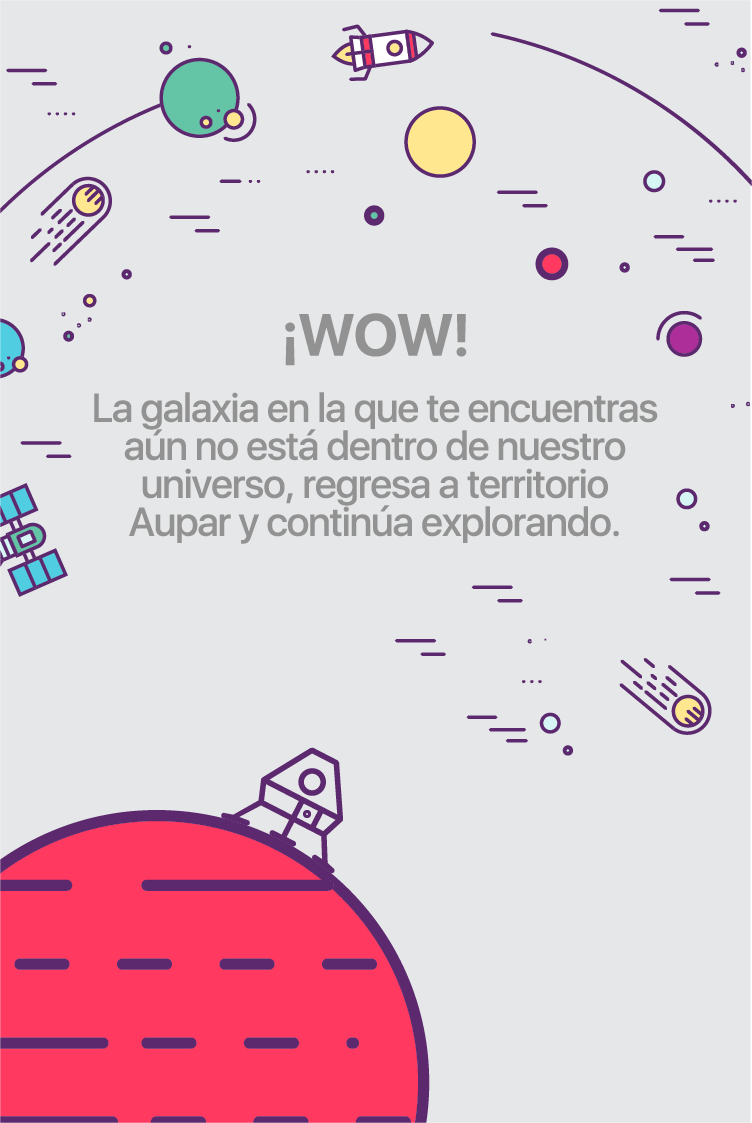 ¡WOW!
La galaxia en la que te encuentras
aún no está dentro de nuestro
universo, regresa a territorio
Aupar y continúa explorando.